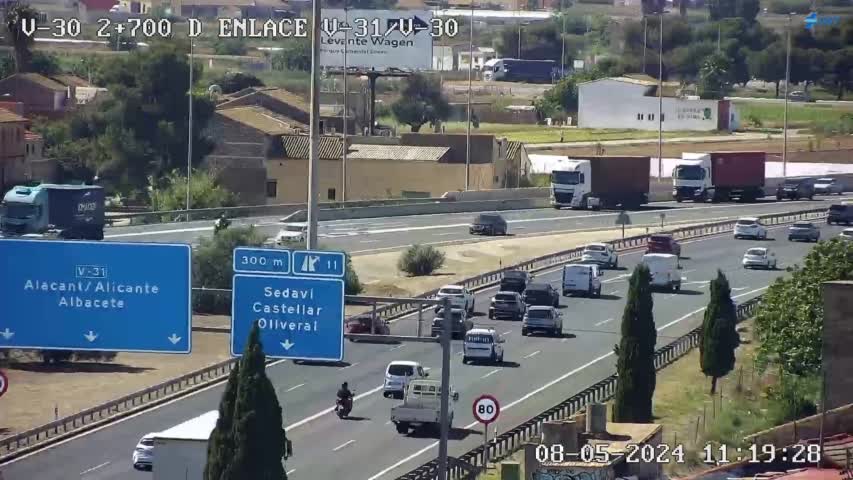 V-30 2+700 D ENLACE V-31/V-30
Levante Wagen
V-31
Alacant/Alicante
Albacete
300 m 11
Sedaví
Castellar
Oliveral
80
08-05-2024 11:19:28